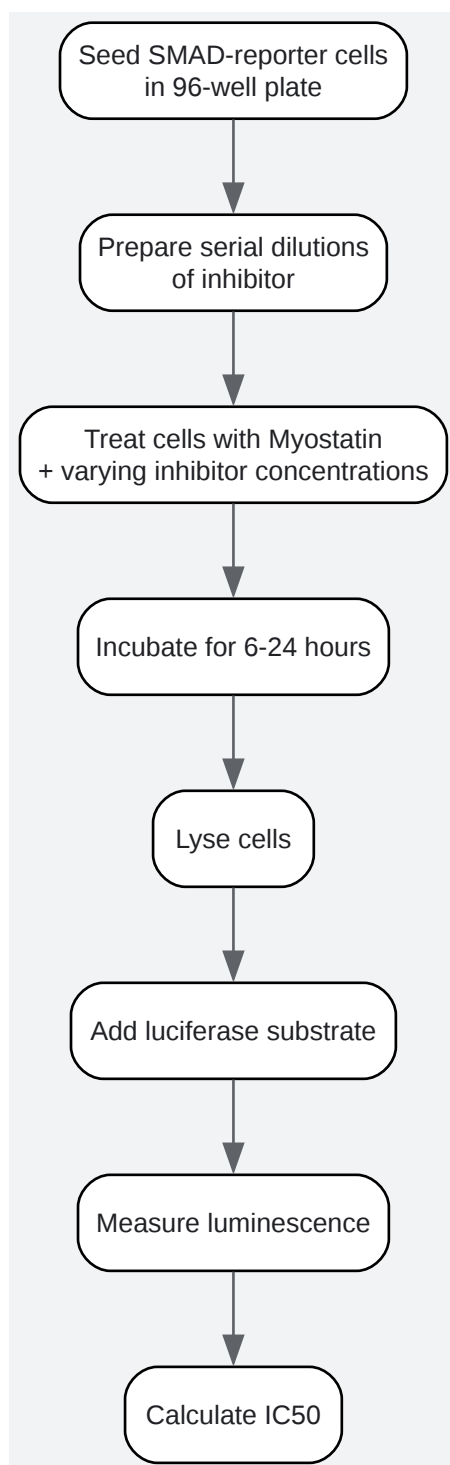 Seed SMAD-reporter cells
in 96-well plate
Prepare serial dilutions
of inhibitor
Treat cells with Myostatin
+ varying inhibitor concentrations
Incubate for 6-24 hours
Lyse cells
Add luciferase substrate
Measure luminescence
Calculate IC50